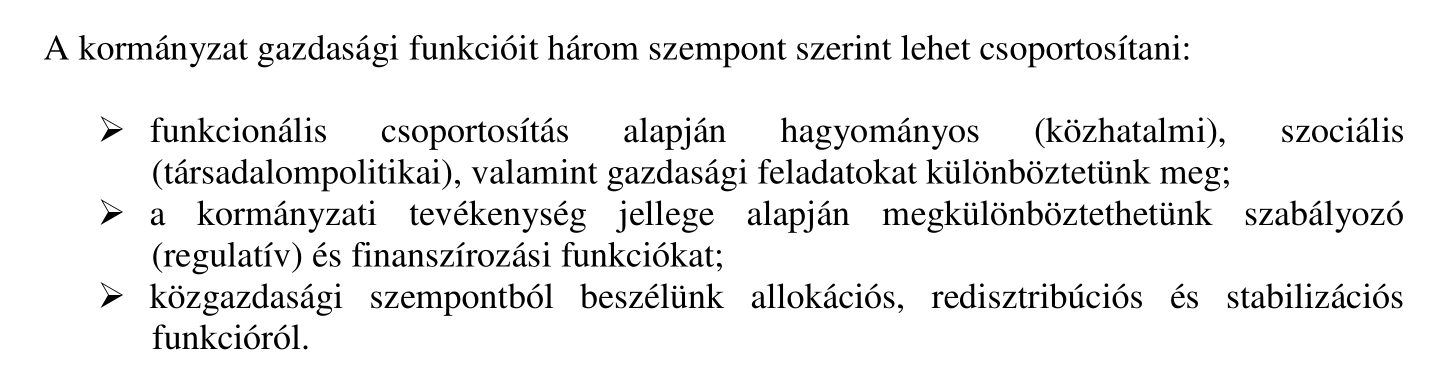 A kormányzat gazdasági funkcióit három szempont szerint lehet csoportosítani:
➢ funkcionális csoportosítás alapján hagyományos (közhatalmi), szociális
(társadalompolitikai), valamint gazdasági feladatokat különböztetünk meg;
➢ a kormányzati tevékenység jellege alapján megkülönböztethetünk szabályozó
(regulatív) és finanszírozási funkciókat;
➢ közgazdasági szempontból beszélünk allokációs, redisztribúciós és stabilizációs
funkcióról.